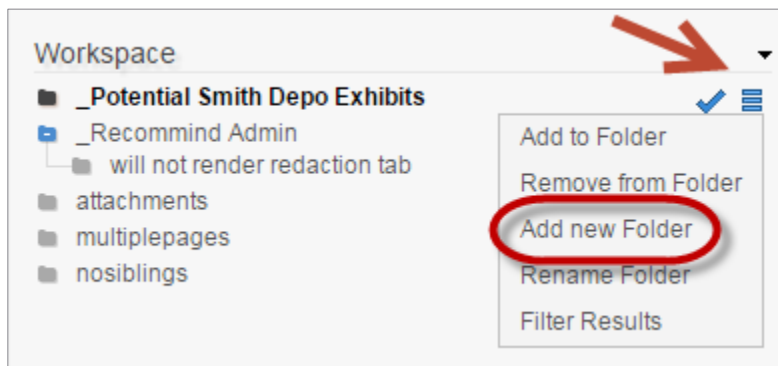 Workspace
_Potential Smith Depo Exhibits
_Recommind Admin
will not render redaction tab
attachments
multiplepages
nosiblings
Add to Folder
Remove from Folder
Add new Folder
Rename Folder
Filter Results